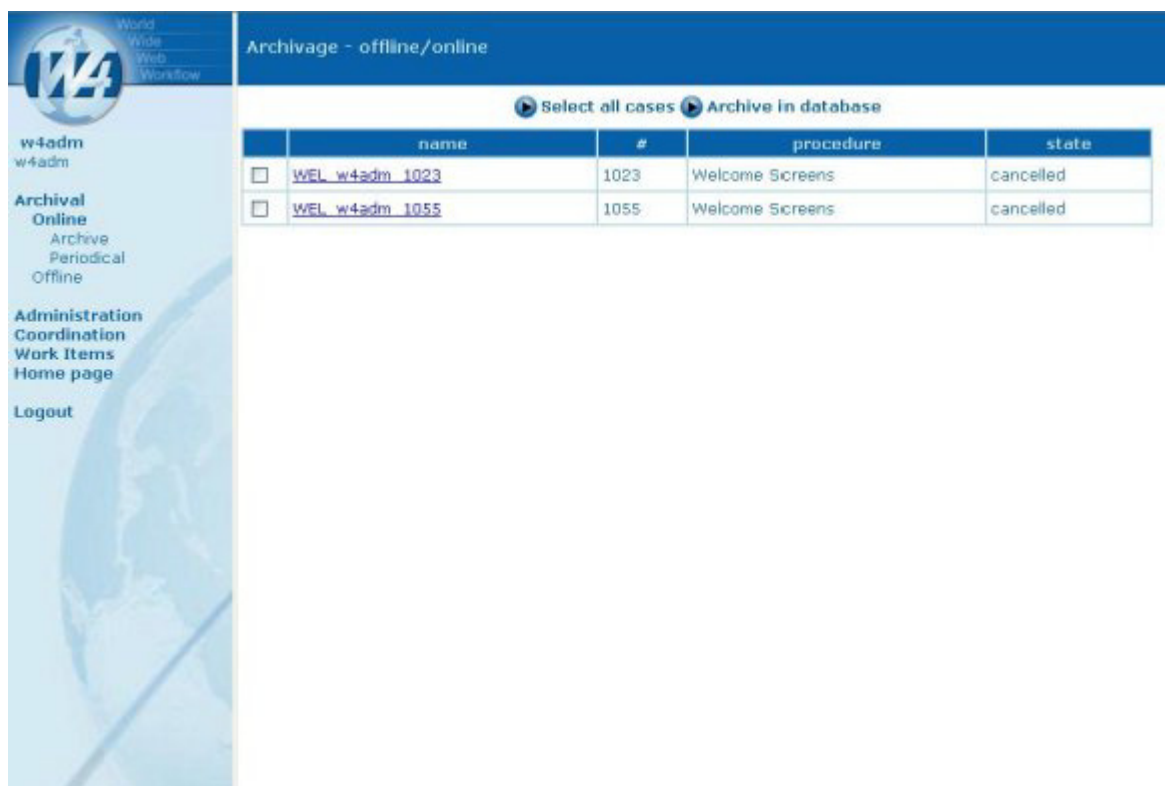 World
Wide
Web
Workflow
W4
Archivage - offline/online
Select all cases Archive in database
w4adm
w4adm
Archival
Online
Archive
Periodical
Offline
Administration
Coordination
Work Items
Home page
Logout
name # procedure state
WEL_w4adm_1023 1023 Welcome Screens cancelled
WEL_w4adm_1055 1055 Welcome Screens cancelled